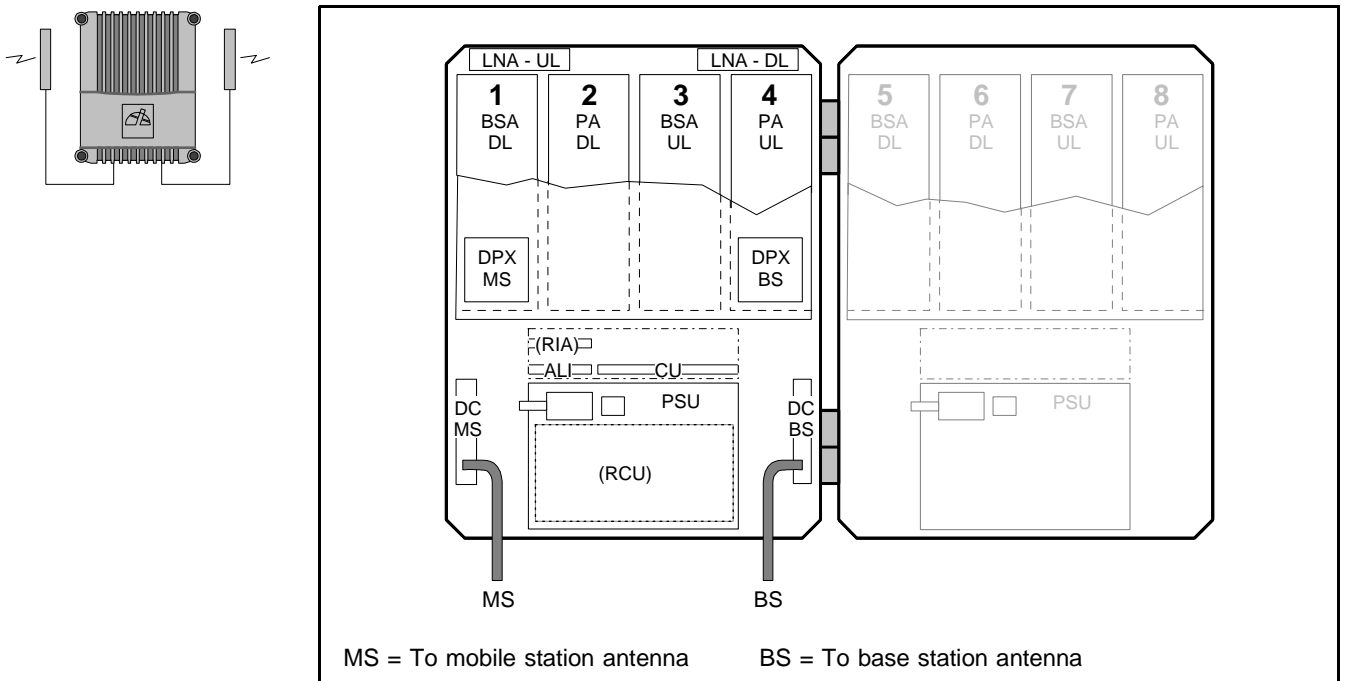 LNA - UL
LNA - DL
1
BSA
DL
2
PA
DL
3
BSA
UL
4
PA
UL
5
BSA
DL
6
PA
DL
7
BSA
UL
8
PA
UL
DPX
MS
DPX
BS
(RIA)
ALI
CU
DC
MS
PSU
DC
BS
PSU
(RCU)
MS
BS
MS = To mobile station antenna
BS = To base station antenna